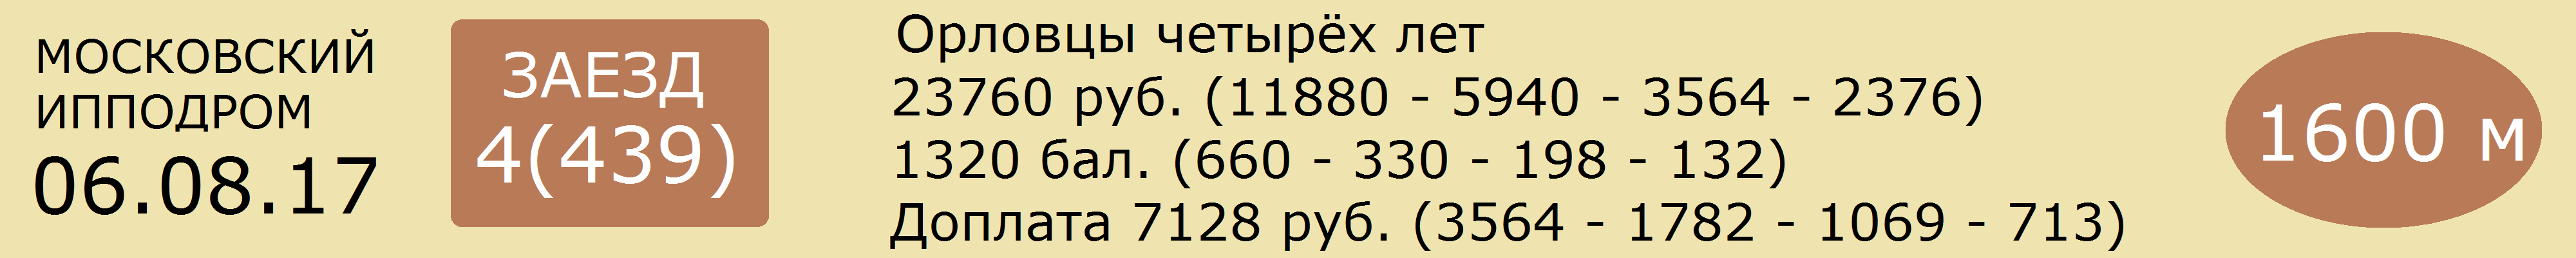 МОСКОВСКИЙ
ИППОДРОМ
06.08.17
ЗАЕЗД
4(439)
Орловцы четырёх лет
23760 руб. (11880 - 5940 - 3564 - 2376)
1320 бал. (660 - 330 - 198 - 132)
Доплата 7128 руб. (3564 - 1782 - 1069 - 713)
1600 м